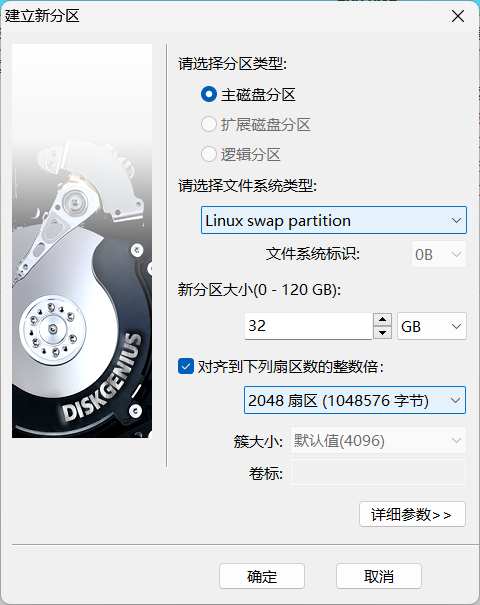 建立新分区
请选择分区类型:
主磁盘分区
扩展磁盘分区
逻辑分区
请选择文件系统类型:
Linux swap partition
文件系统标识: 0B
新分区大小(0 - 120 GB):
32 GB
对齐到下列扇区数的整数倍:
2048 扇区 (1048576 字节)
簇大小: 默认值(4096)
卷标:
DISKGENIUS
详细参数>>
确定 取消